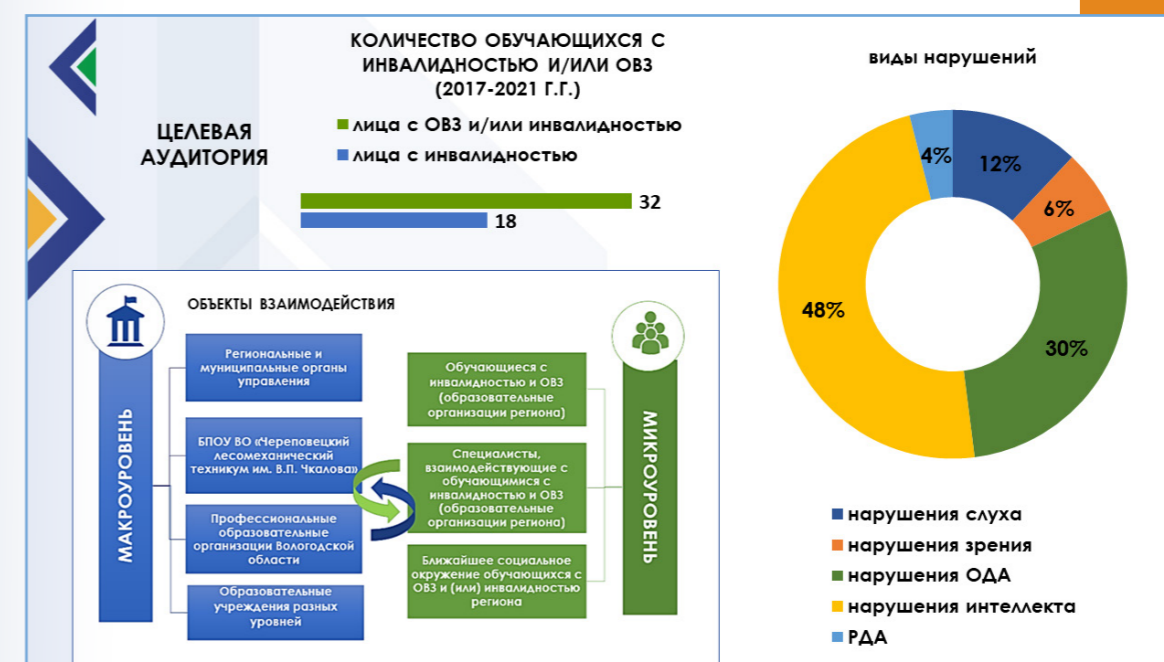 КОЛИЧЕСТВО ОБУЧАЮЩИХСЯ С
ИНВАЛИДНОСТЬЮ И/ИЛИ ОВЗ
(2017-2021 Г.Г.)
ЦЕЛЕВАЯ
АУДИТОРИЯ
лица с ОВЗ и/или инвалидностью
лица с инвалидностью
32
18
ОБЪЕКТЫ ВЗАИМОДЕЙСТВИЯ
МАКРОУРОВЕНЬ
Региональные и
муниципальные органы
управления
БПОУ ВО «Череповецкий
лесомеханический
техникум им. В.П. Чкалова»
Профессиональные
образовательные
организации Вологодской
области
Образовательные
учреждения разных
уровней
Обучающиеся с
инвалидностью и ОВЗ
(образовательные
организации региона)
Специалисты,
взаимодействующие с
обучающимися с
инвалидностью и ОВЗ
(образовательные
организации региона)
Ближайшее социальное
окружение обучающихся с
ОВЗ и (или) инвалидностью
региона
МИКРОУРОВЕНЬ
виды нарушений
4%
12%
6%
48%
30%
нарушения слуха
нарушения зрения
нарушения ОДА
нарушения интеллекта
РДА